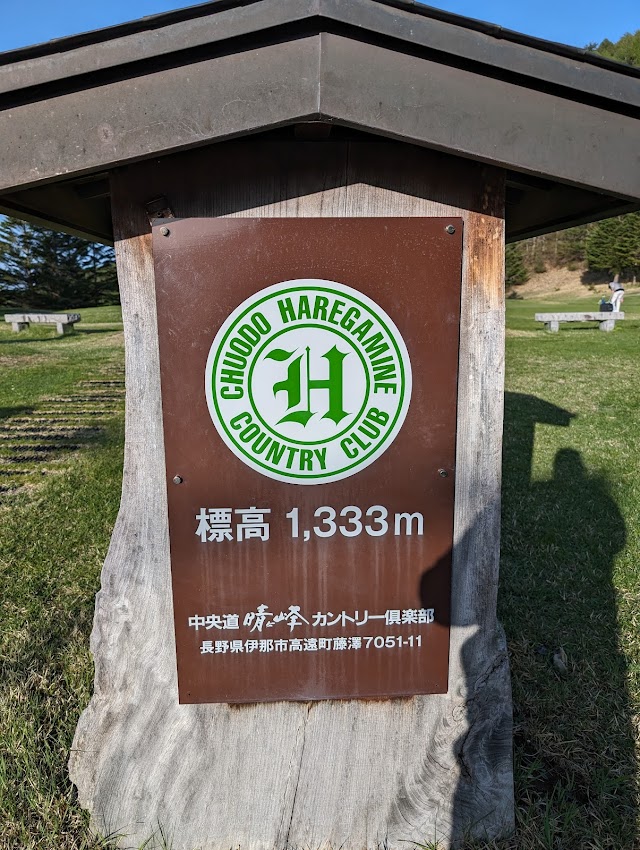 CHUODO HAREGAMINE
H
COUNTRY CLUB
標高 1,333m
中央道晴ヶ峰カントリー倶楽部
長野県伊那市高遠町藤澤7051-11